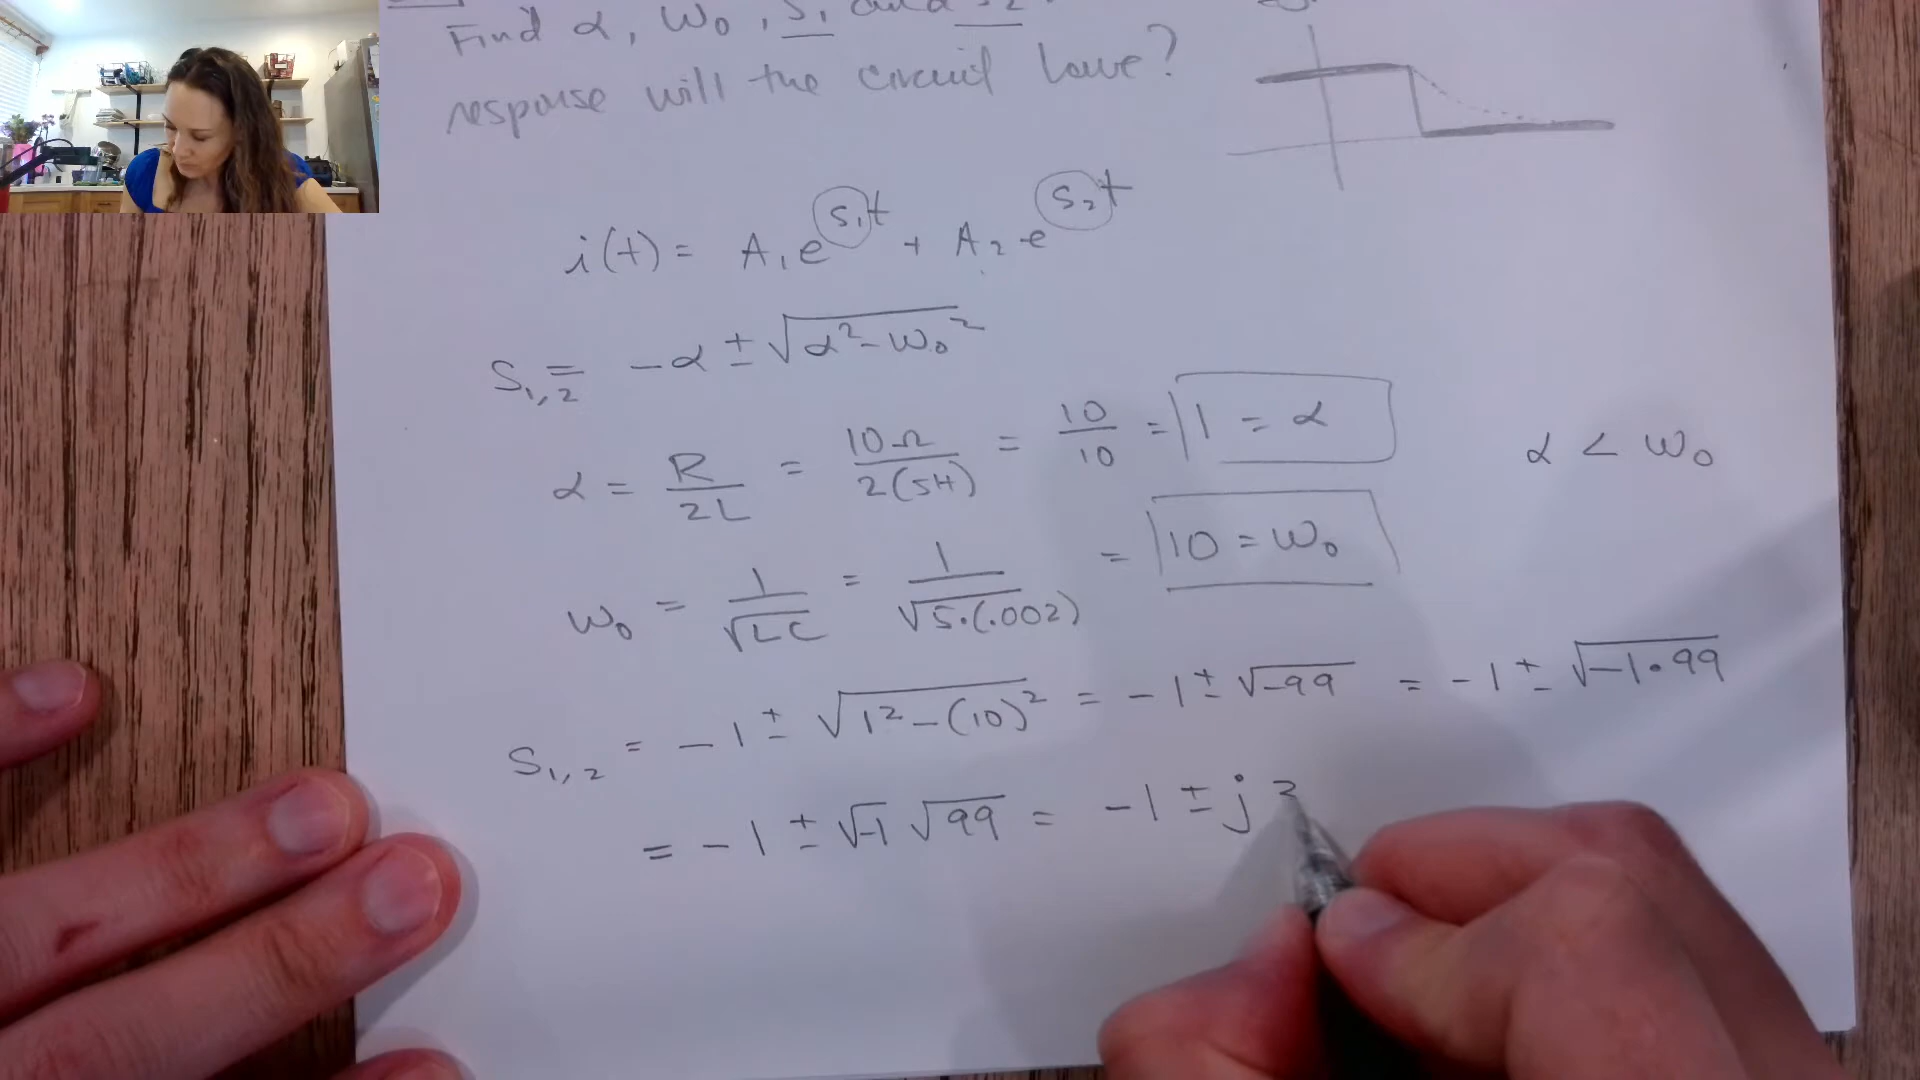 Find α, ω₀, s₁ and s₂.
response will the circuit have?
i(t) = A₁e^(s₁t) + A₂e^(s₂t)
S₁,₂ = -α ± √(α² - ω₀²)
α = R/2L = 10Ω/2(5H) = 10/10 = 1 = α
α < ω₀
ω₀ = 1/√LC = 1/√5·(.002) = 10 = ω₀
S₁,₂ = -1 ± √(1² - (10)²) = -1 ± √-99 = -1 ± √-1·99
= -1 ± √-1 √99 = -1 ± j 3